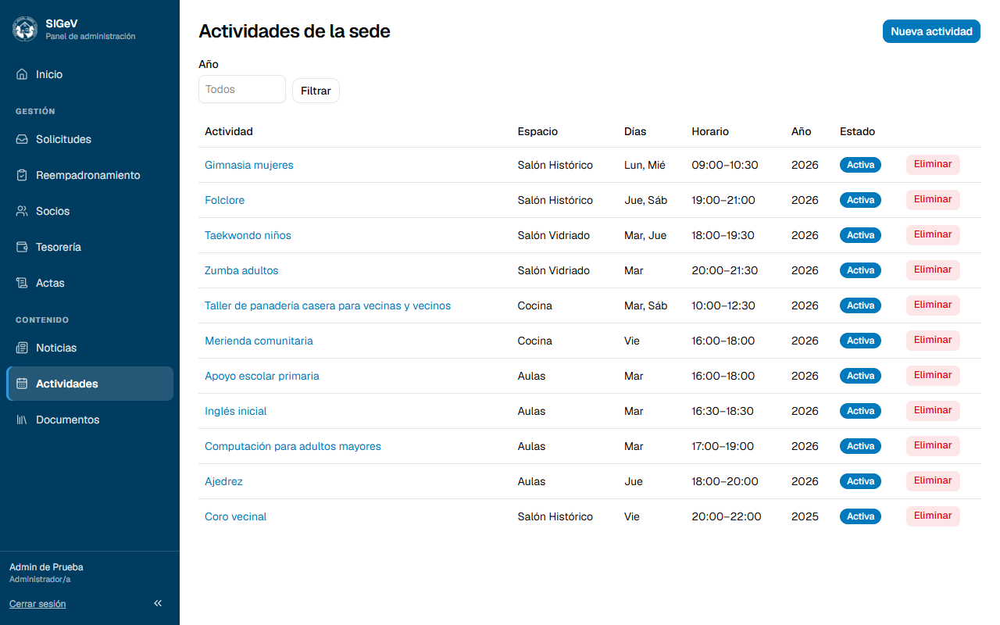 SIGeV
Panel de administración
Inicio
GESTIÓN
Solicitudes
Reempadronamiento
Socios
Tesorería
Actas
CONTENIDO
Noticias
Actividades
Documentos
Admin de Prueba
Administrador/a
Cerrar sesión
Actividades de la sede
Nueva actividad
Año
Todos
Filtrar
Actividad Espacio Días Horario Año Estado
Gimnasia mujeres Salón Histórico Lun, Mié 09:00–10:30 2026 Activa Eliminar
Folclore Salón Histórico Jue, Sáb 19:00–21:00 2026 Activa Eliminar
Taekwondo niños Salón Vidriado Mar, Jue 18:00–19:30 2026 Activa Eliminar
Zumba adultos Salón Vidriado Mar 20:00–21:30 2026 Activa Eliminar
Taller de panadería casera para vecinas y vecinos Cocina Mar, Sáb 10:00–12:30 2026 Activa Eliminar
Merienda comunitaria Cocina Vie 16:00–18:00 2026 Activa Eliminar
Apoyo escolar primaria Aulas Mar 16:00–18:00 2026 Activa Eliminar
Inglés inicial Aulas Mar 16:30–18:30 2026 Activa Eliminar
Computación para adultos mayores Aulas Mar 17:00–19:00 2026 Activa Eliminar
Ajedrez Aulas Jue 18:00–20:00 2026 Activa Eliminar
Coro vecinal Salón Histórico Vie 20:00–22:00 2025 Activa Eliminar